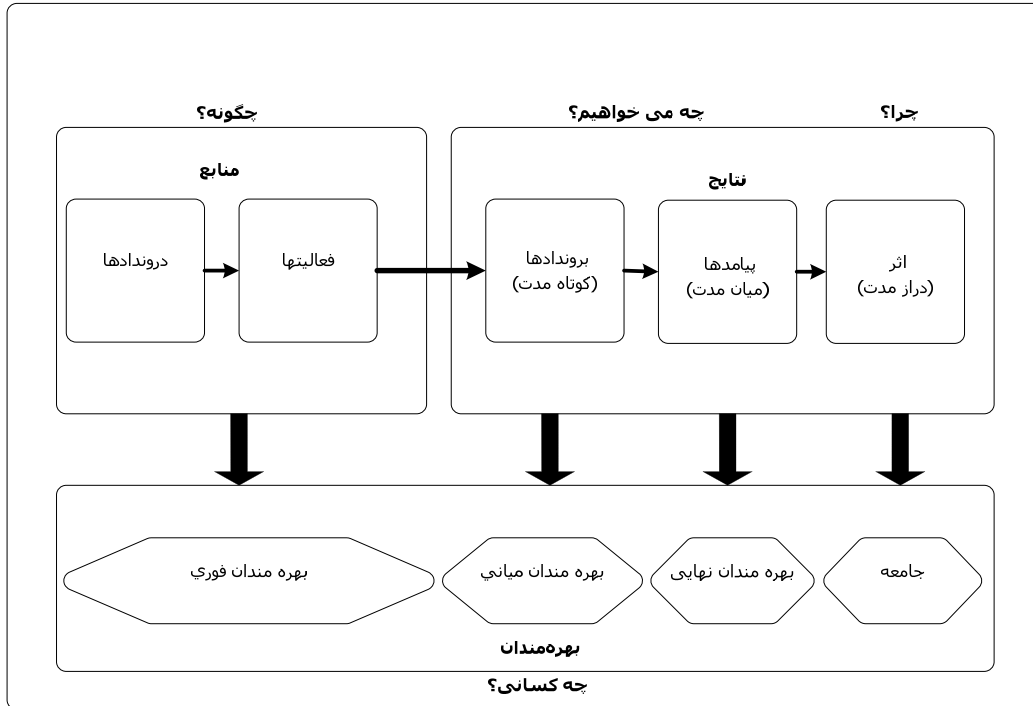 چگونه؟
چه می خواهیم؟
چرا؟
منابع
نتایج
دروندادها
فعالیتها
بروندادها
(کوتاه مدت)
پیامدها
(میان مدت)
اثر
(دراز مدت)
بهره مندان فوري
بهره مندان مياني
بهره مندان نهایی
جامعه
بهره‌مندان
چه کسانی؟